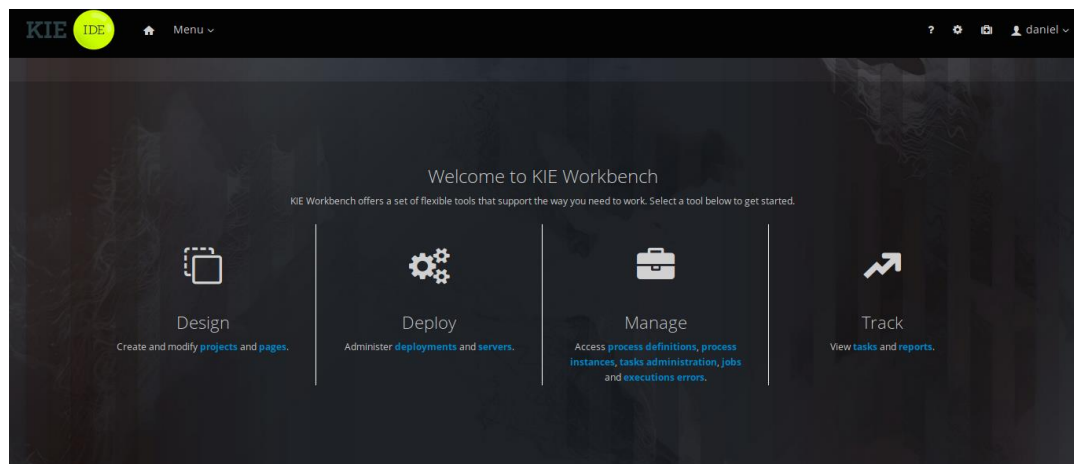 KIE IDE Menu ? daniel
Welcome to KIE Workbench
KIE Workbench offers a set of flexible tools that support the way you need to work. Select a tool below to get started.
Design
Create and modify projects and pages.
Deploy
Administer deployments and servers.
Manage
Access process definitions, process
instances, tasks administration, jobs
and executions errors.
Track
View tasks and reports.